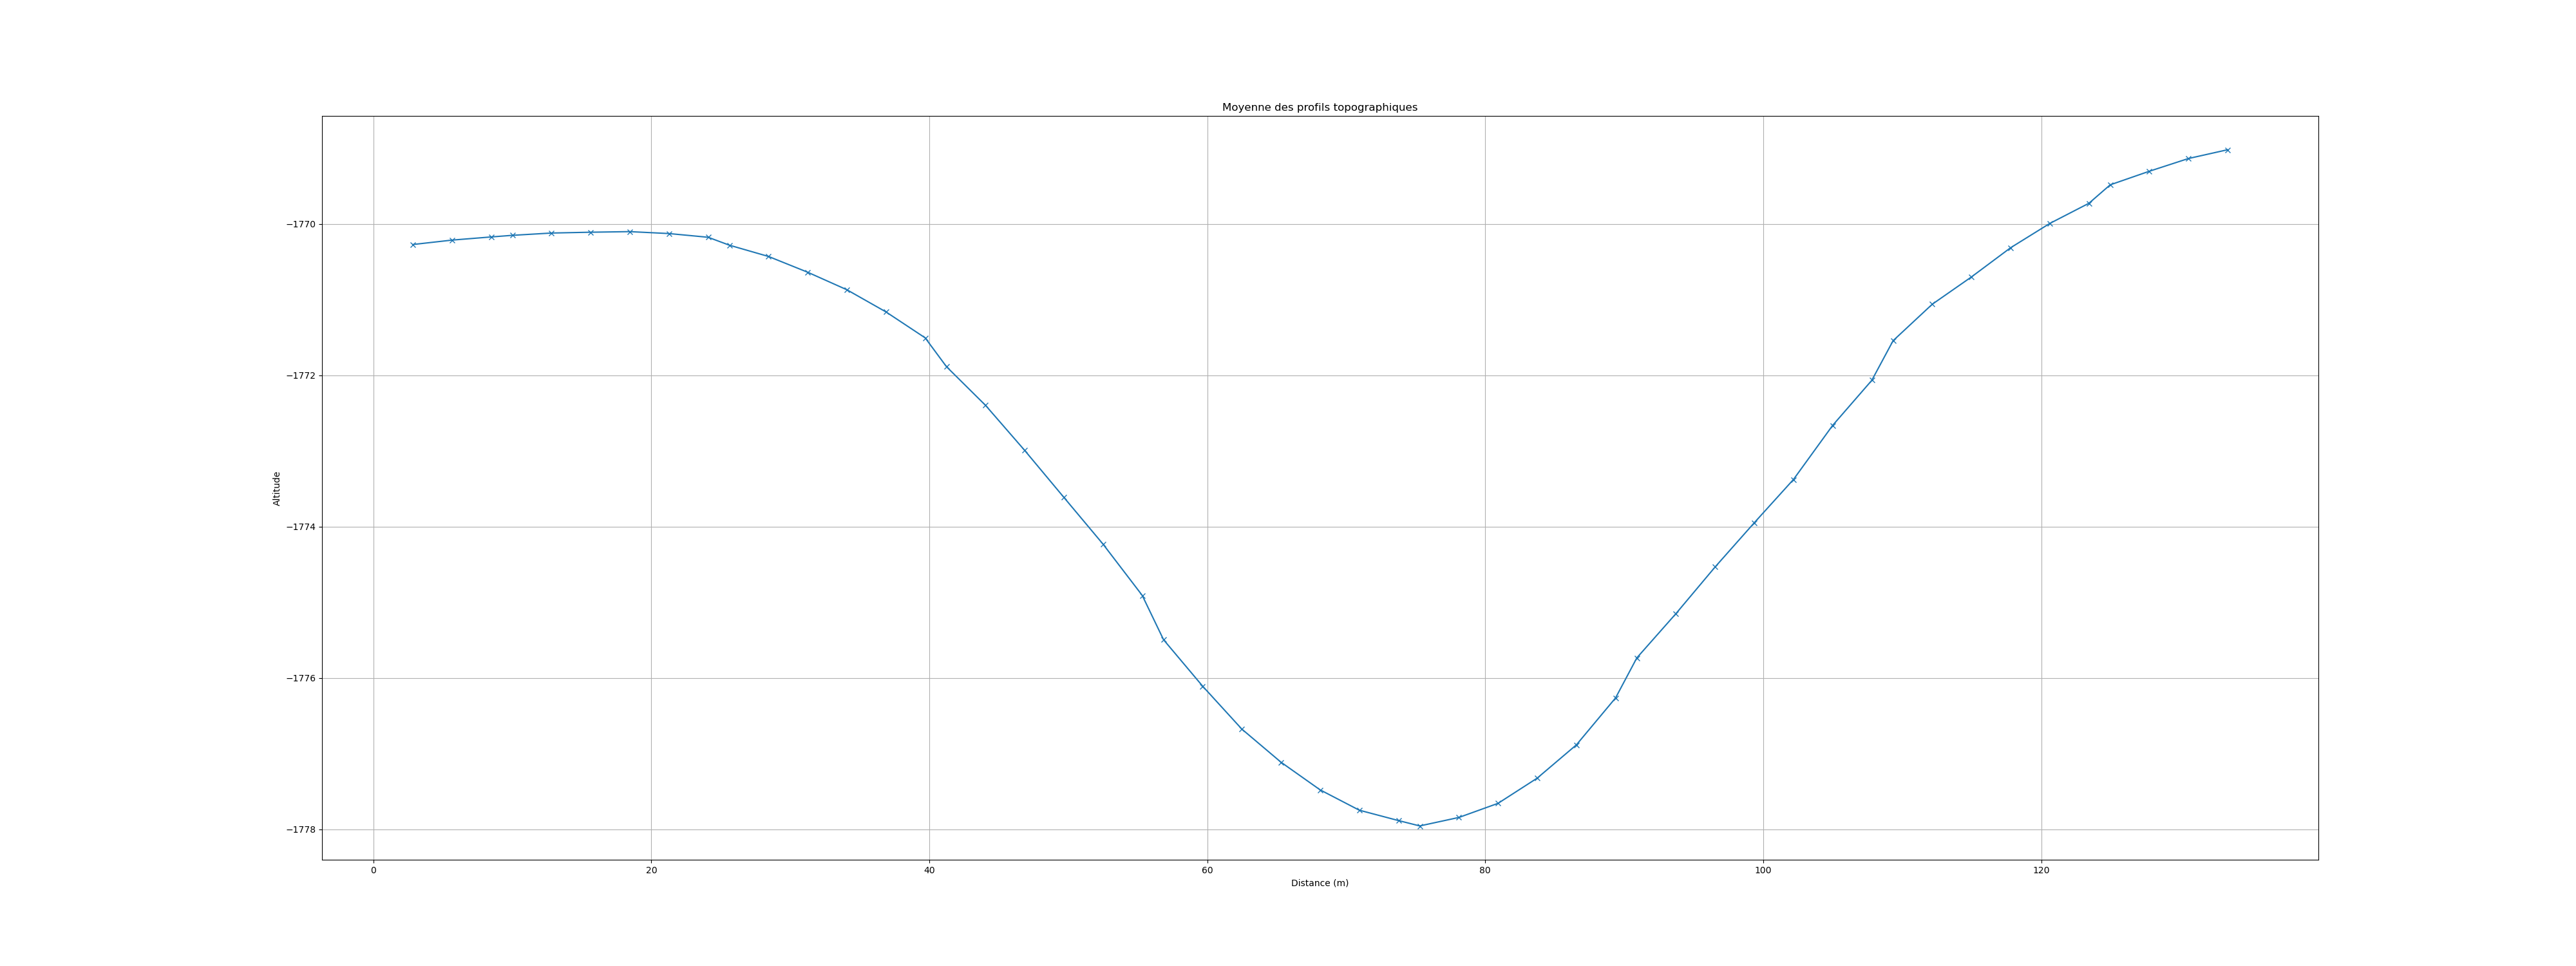 Moyenne des profils topographiques
Altitude
−1770
−1772
−1774
−1776
−1778
0 20 40 60 80 100 120
Distance (m)